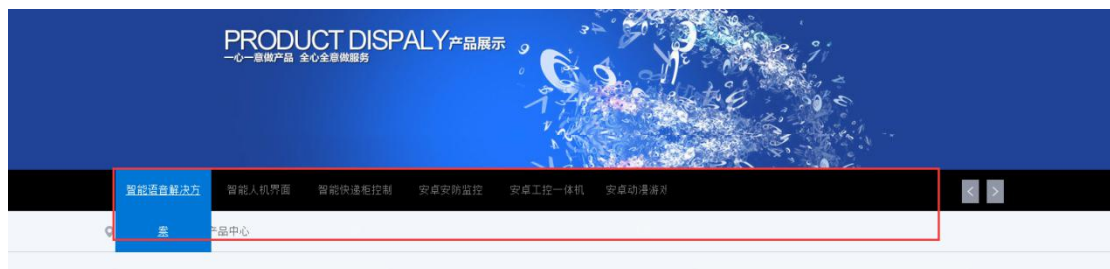 PRODUCT DISPALY产品展示
一心一意做产品 全心全意做服务
智能语音解决方案 智能人机界面 智能快递柜控制 安卓安防监控 安卓工控一体机 安卓动漫游戏
< >
产品中心